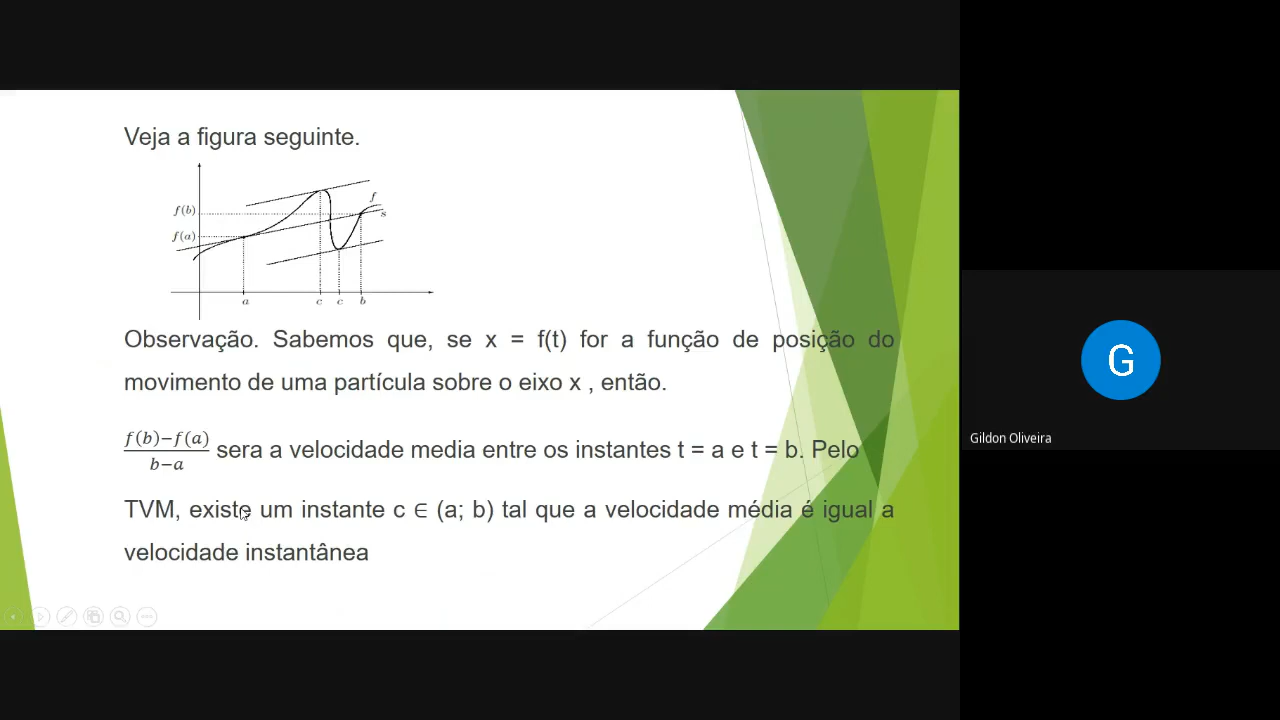 Veja a figura seguinte.
f
f(b)
s
f(a)
a c c b
Observação. Sabemos que, se x = f(t) for a função de posição do
movimento de uma partícula sobre o eixo x , então.
f(b)−f(a)
b−a
sera a velocidade media entre os instantes t = a e t = b. Pelo
TVM, existe um instante c ∈ (a; b) tal que a velocidade média é igual a
velocidade instantânea
G
Gildon Oliveira